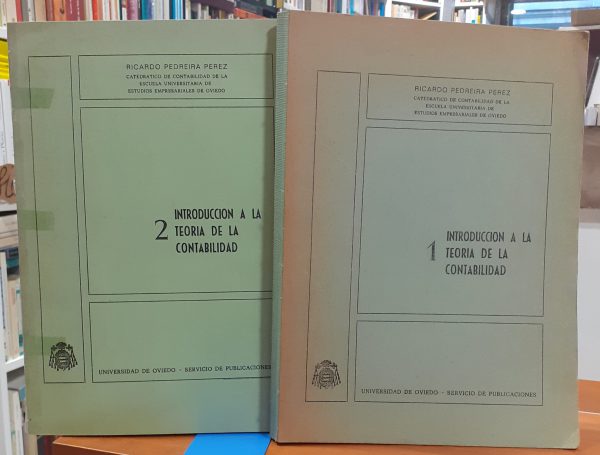 RICARDO PEDREIRA PEREZ
CATEDRATICO DE CONTABILIDAD DE LA
ESCUELA UNIVERSITARIA DE
ESTUDIOS EMPRESARIALES DE OVIEDO
2
INTRODUCCION A LA
TEORIA DE LA
CONTABILIDAD
UNIVERSIDAD DE OVIEDO - SERVICIO DE PUBLICACIONES
RICARDO PEDREIRA PEREZ
CATEDRATICO DE CONTABILIDAD DE LA
ESCUELA UNIVERSITARIA DE
ESTUDIOS EMPRESARIALES DE OVIEDO
1
INTRODUCCION A LA
TEORIA DE LA
CONTABILIDAD
UNIVERSIDAD DE OVIEDO - SERVICIO DE PUBLICACIONES